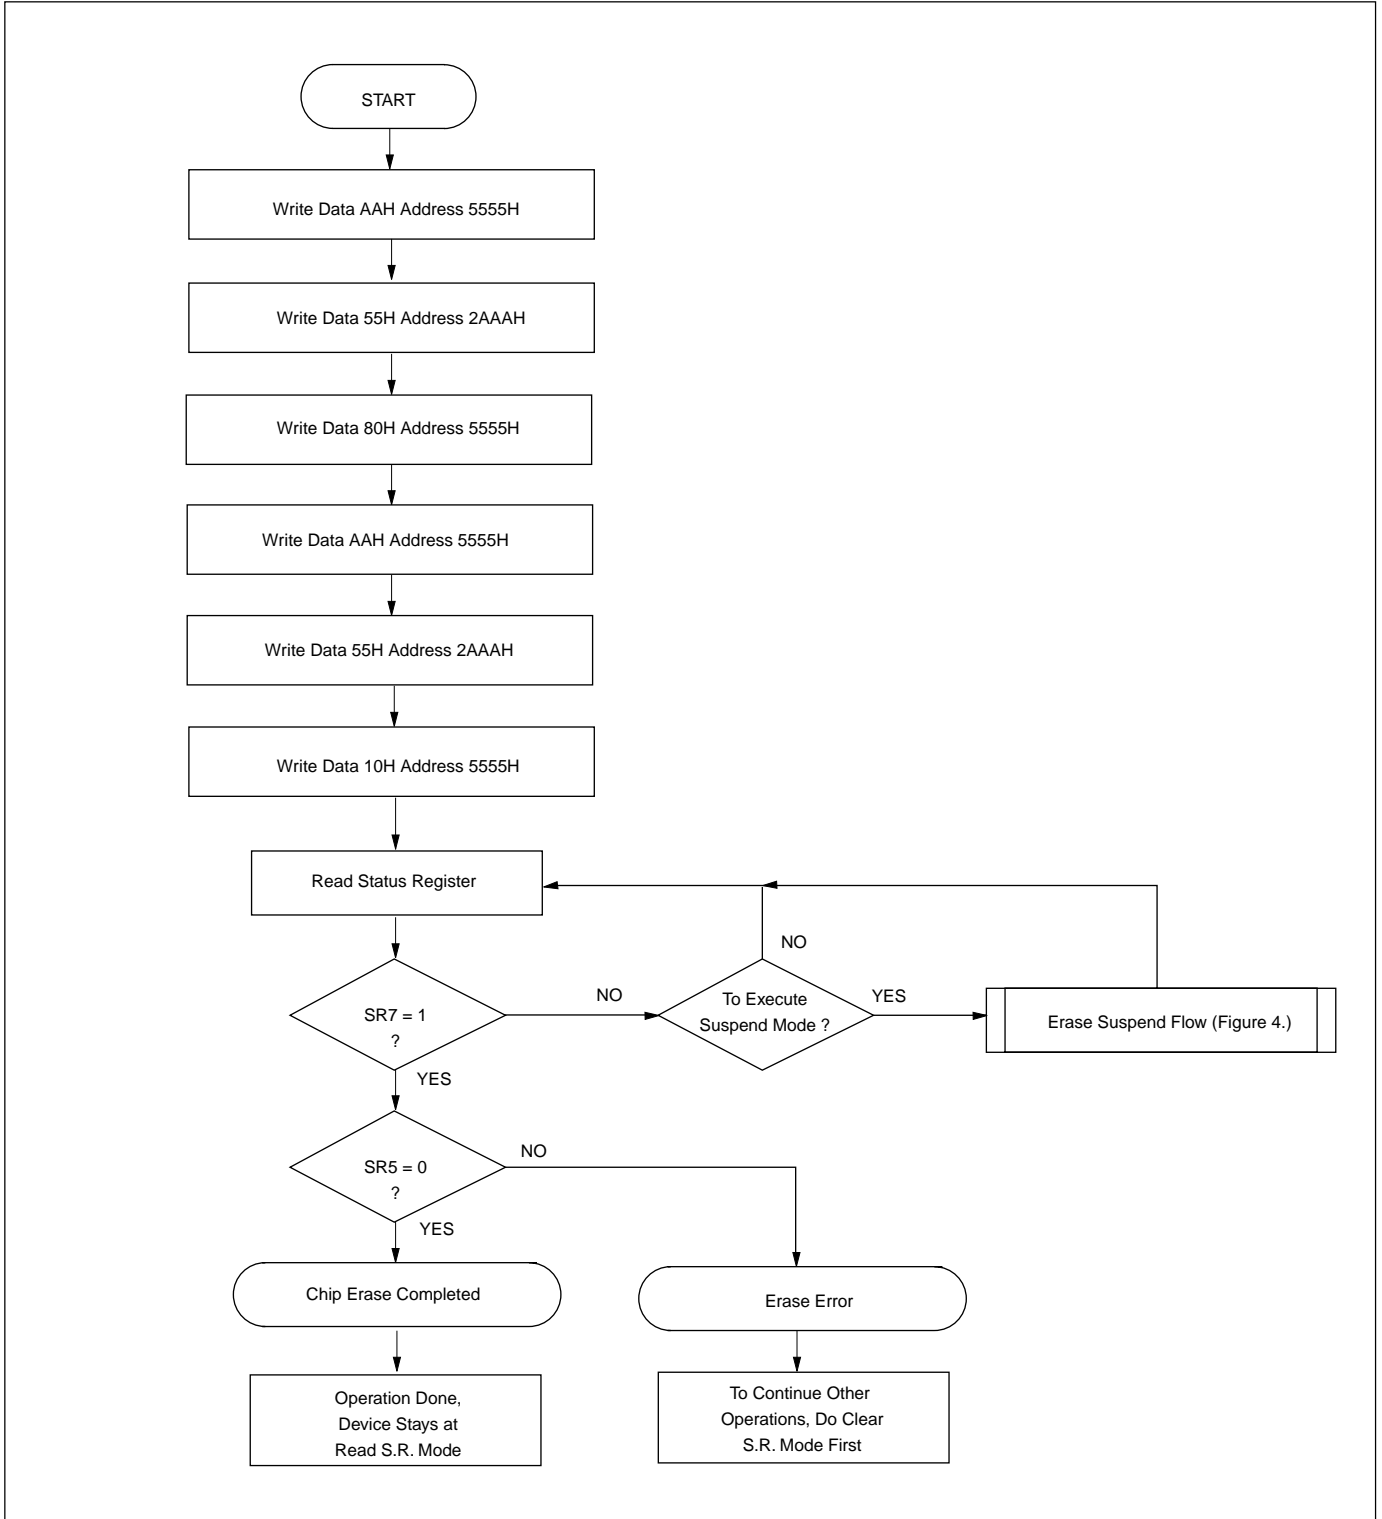 START
Write Data AAH Address 5555H
Write Data 55H Address 2AAAH
Write Data 80H Address 5555H
Write Data AAH Address 5555H
Write Data 55H Address 2AAAH
Write Data 10H Address 5555H
Read Status Register
NO
SR7 = 1
?
NO
To Execute
Suspend Mode ?
YES
Erase Suspend Flow (Figure 4.)
YES
SR5 = 0
?
NO
YES
Chip Erase Completed
Erase Error
Operation Done,
Device Stays at
Read S.R. Mode
To Continue Other
Operations, Do Clear
S.R. Mode First